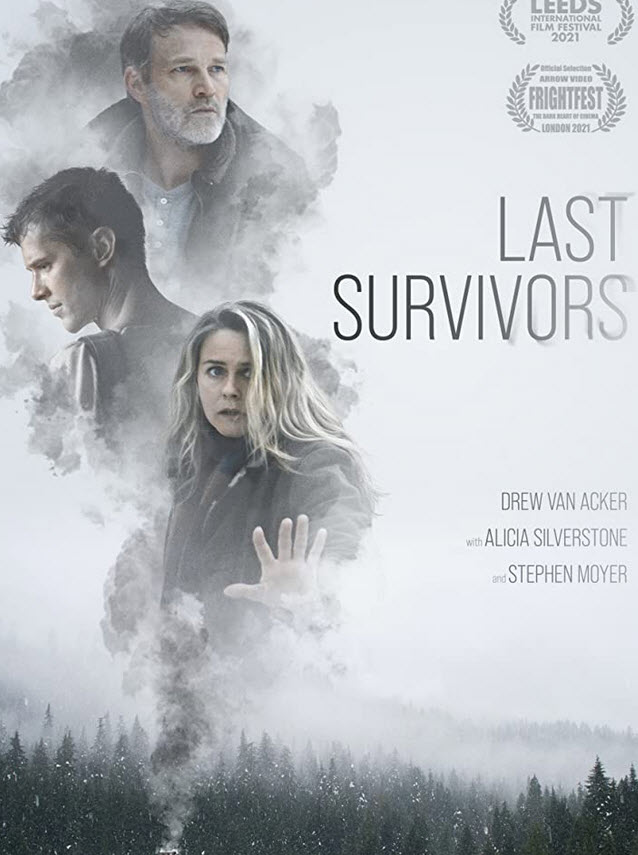 LEEDS
INTERNATIONAL
FILM FESTIVAL
2021
Official Selection
ARROW VIDEO
FRIGHTFEST
THE DARK HEART OF CINEMA
LONDON 2021
LAST
SURVIVORS
DREW VAN ACKER
with ALICIA SILVERSTONE
and STEPHEN MOYER